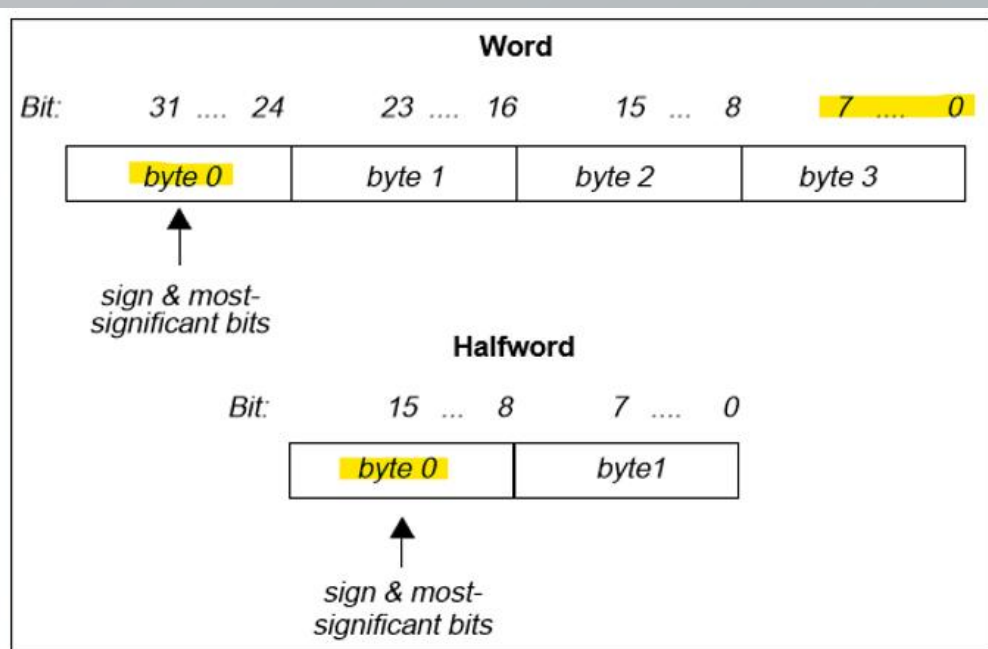 Word
Bit: 31 .... 24 23 .... 16 15 ... 8 7 .... 0
byte 0 byte 1 byte 2 byte 3
sign & most-
significant bits
Halfword
Bit: 15 ... 8 7 .... 0
byte 0 byte1
sign & most-
significant bits